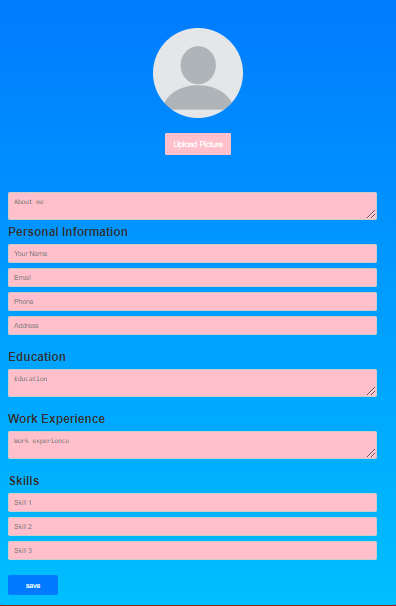 Upload Picture
About me
Personal Information
Your Name
Email
Phone
Address
Education
Education
Work Experience
Work experience
Skills
Skill 1
Skill 2
Skill 3
save